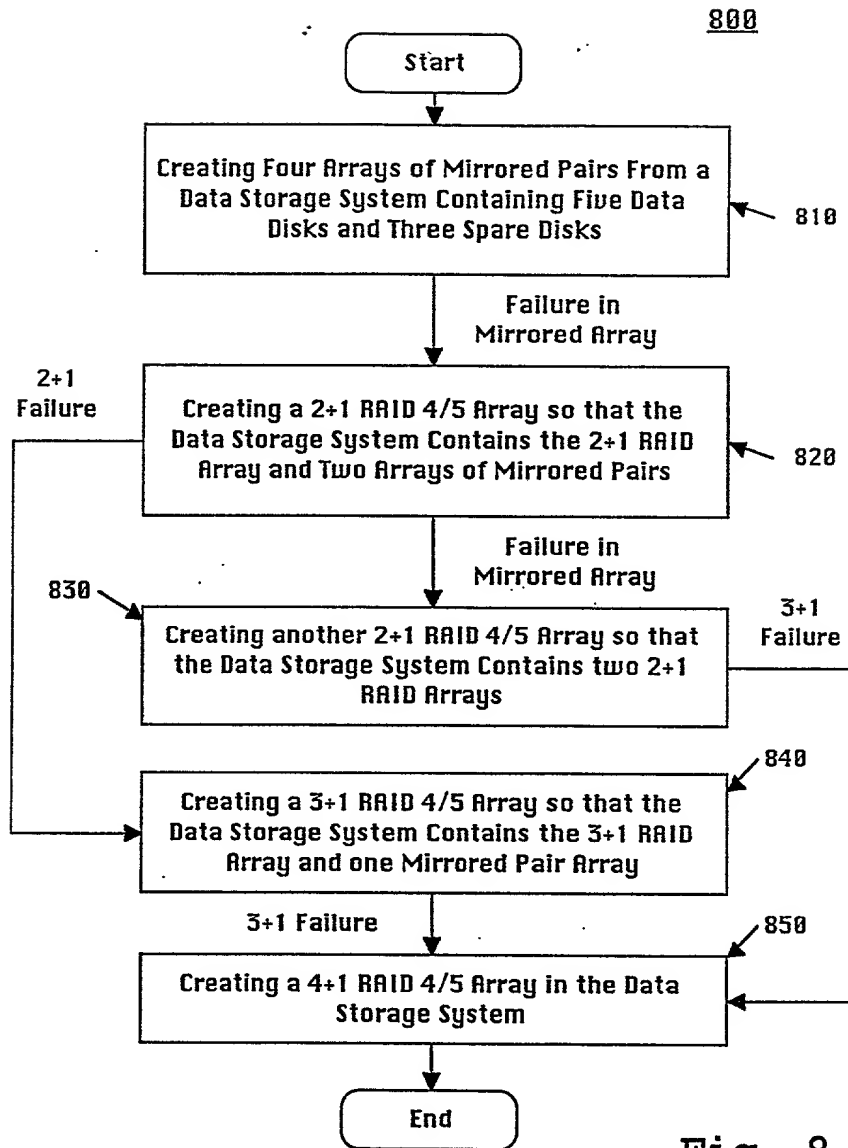 800
Start
Creating Four Arrays of Mirrored Pairs From a
Data Storage System Containing Five Data
Disks and Three Spare Disks
810
Failure in
Mirrored Array
2+1
Failure
Creating a 2+1 RAID 4/5 Array so that the
Data Storage System Contains the 2+1 RAID
Array and Two Arrays of Mirrored Pairs
820
Failure in
Mirrored Array
830
Creating another 2+1 RAID 4/5 Array so that
the Data Storage System Contains two 2+1
RAID Arrays
3+1
Failure
840
Creating a 3+1 RAID 4/5 Array so that the
Data Storage System Contains the 3+1 RAID
Array and one Mirrored Pair Array
3+1 Failure
850
Creating a 4+1 RAID 4/5 Array in the Data
Storage System
End
Fig. 8